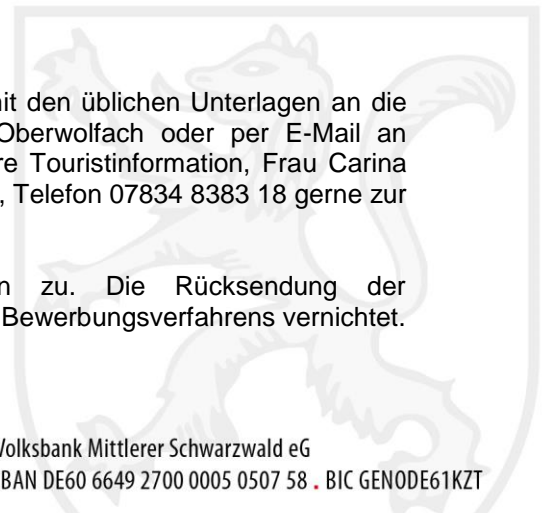 mit den üblichen Unterlagen an die
Oberwolfach oder per E-Mail an
re Touristinformation, Frau Carina
, Telefon 07834 8383 18 gerne zur
n zu. Die Rücksendung der
Bewerbungsverfahrens vernichtet.
Volksbank Mittlerer Schwarzwald eG
BAN DE60 6649 2700 0005 0507 58 . BIC GENODE61KZT